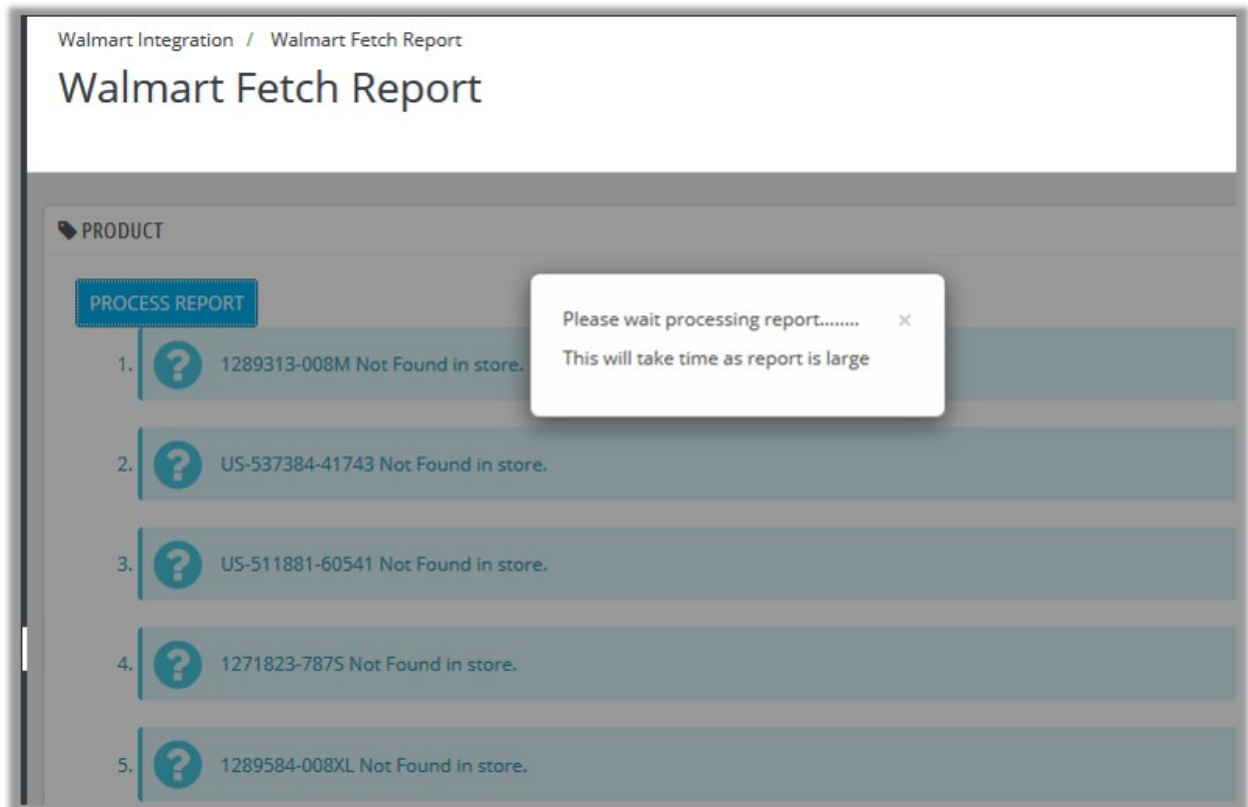 Walmart Integration / Walmart Fetch Report
Walmart Fetch Report
PRODUCT
PROCESS REPORT
Please wait processing report........ ×
This will take time as report is large
1. 1289313-008M Not Found in store.
2. US-537384-41743 Not Found in store.
3. US-511881-60541 Not Found in store.
4. 1271823-787S Not Found in store.
5. 1289584-008XL Not Found in store.